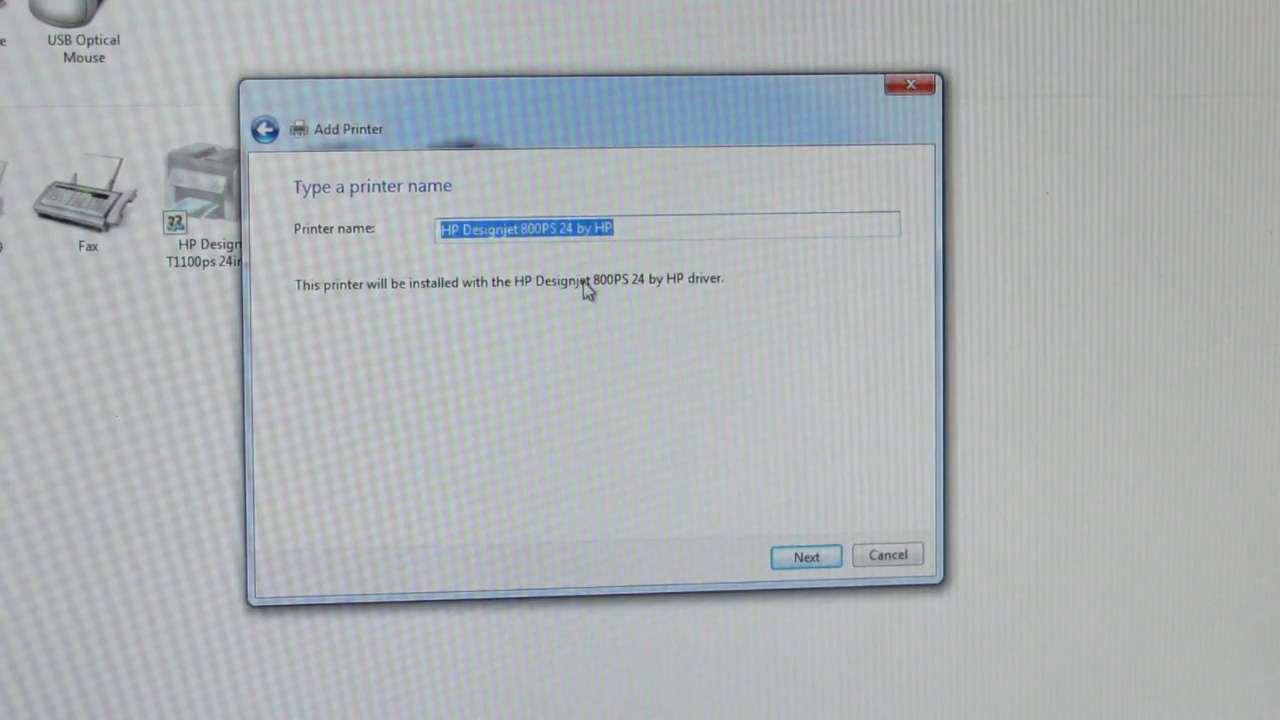 USB Optical
Mouse
Add Printer
Type a printer name
Printer name:
HP Designjet 800PS 24 by HP
This printer will be installed with the HP Designjet 800PS 24 by HP driver.
Fax
HP Design
T1100ps 24in
Next
Cancel